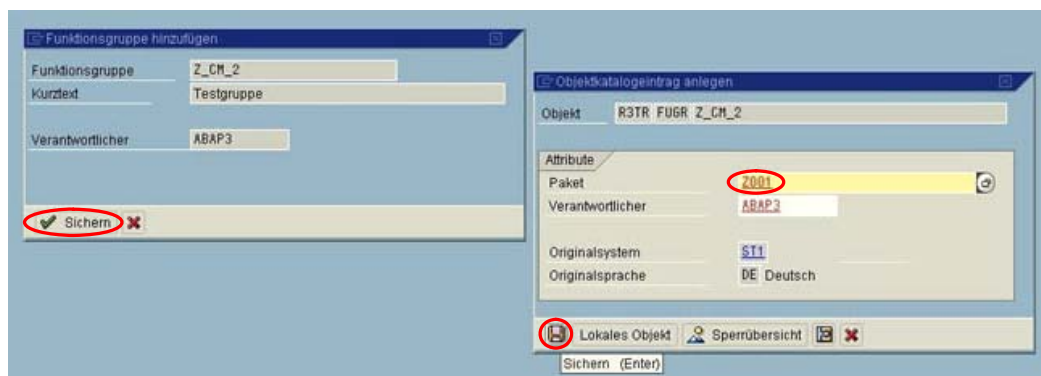 Funktionsgruppe hinzufügen
Funktionsgruppe Z_CM_2
Kurztext Testgruppe
Verantwortlicher ABAP3
Sichern
Objektkatalogeintrag anlegen
Objekt R3TR FUGR Z_CM_2
Attribute
Paket Z001
Verantwortlicher ABAP3
Originalsystem ST1
Originalsprache DE Deutsch
Lokales Objekt Sperrübersicht
Sichern (Enter)